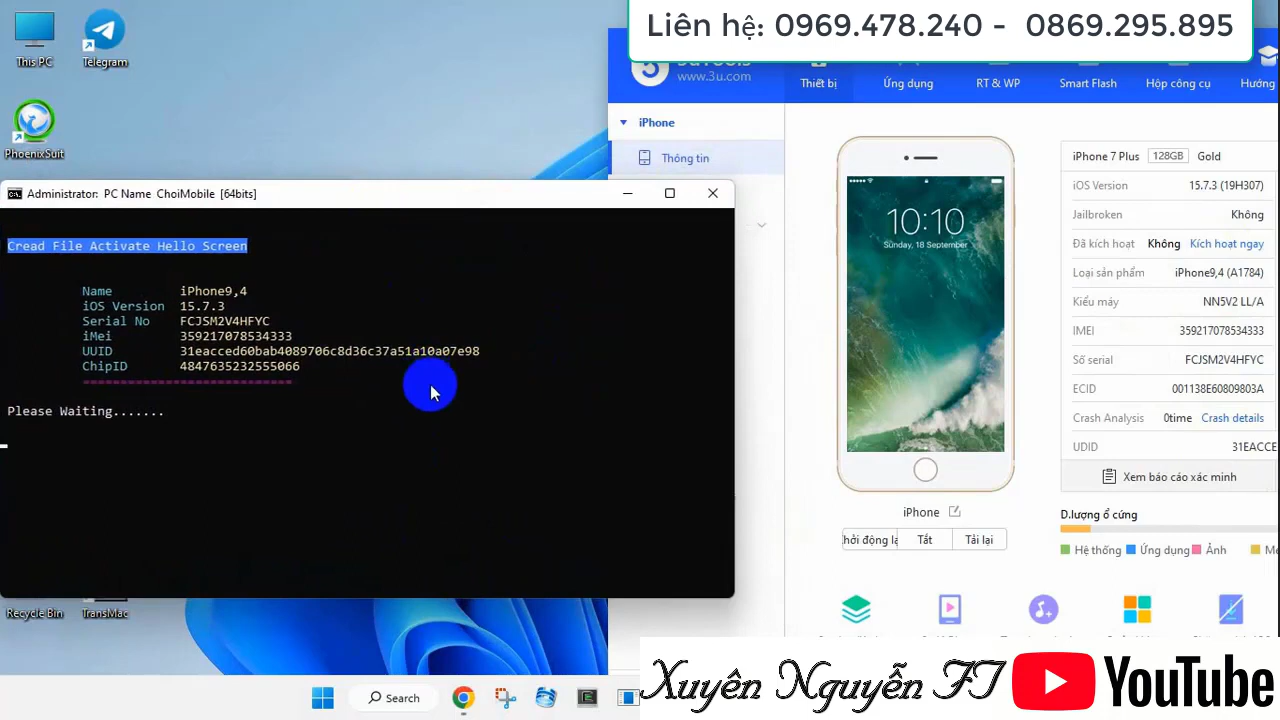 Liên hệ: 0969.478.240 - 0869.295.895
This PC
Telegram
PhoenixSuit
Recycle Bin
TransMac
Administrator: PC Name ChoiMobile [64bits]
Cread File Activate Hello Screen
Name iPhone9,4
iOS Version 15.7.3
Serial No FCJSM2V4HFYC
iMei 359217078534333
UUID 31eacced60bab4089706c8d36c37a51a10a07e98
ChipID 4847635232555066
============================
Please Waiting.......
www.3u.com
Thiết bị
Ứng dụng
RT & WP
Smart Flash
Hộp công cụ
Hướng
iPhone
Thông tin
10:10
Sunday, 18 September
iPhone
hởi động lạ
Tắt
Tải lại
iPhone 7 Plus 128GB Gold
iOS Version 15.7.3 (19H307)
Jailbroken Không
Đã kích hoạt Không Kích hoạt ngay
Loại sản phẩm iPhone9,4 (A1784)
Kiểu máy NN5V2 LL/A
IMEI 359217078534333
Số serial FCJSM2V4HFYC
ECID 001138E60809803A
Crash Analysis 0time Crash details
UDID 31EACCE
Xem báo cáo xác minh
D.lượng ổ cứng
Hệ thống Ứng dụng Ảnh
Search
Xuyên Nguyễn FT YouTube